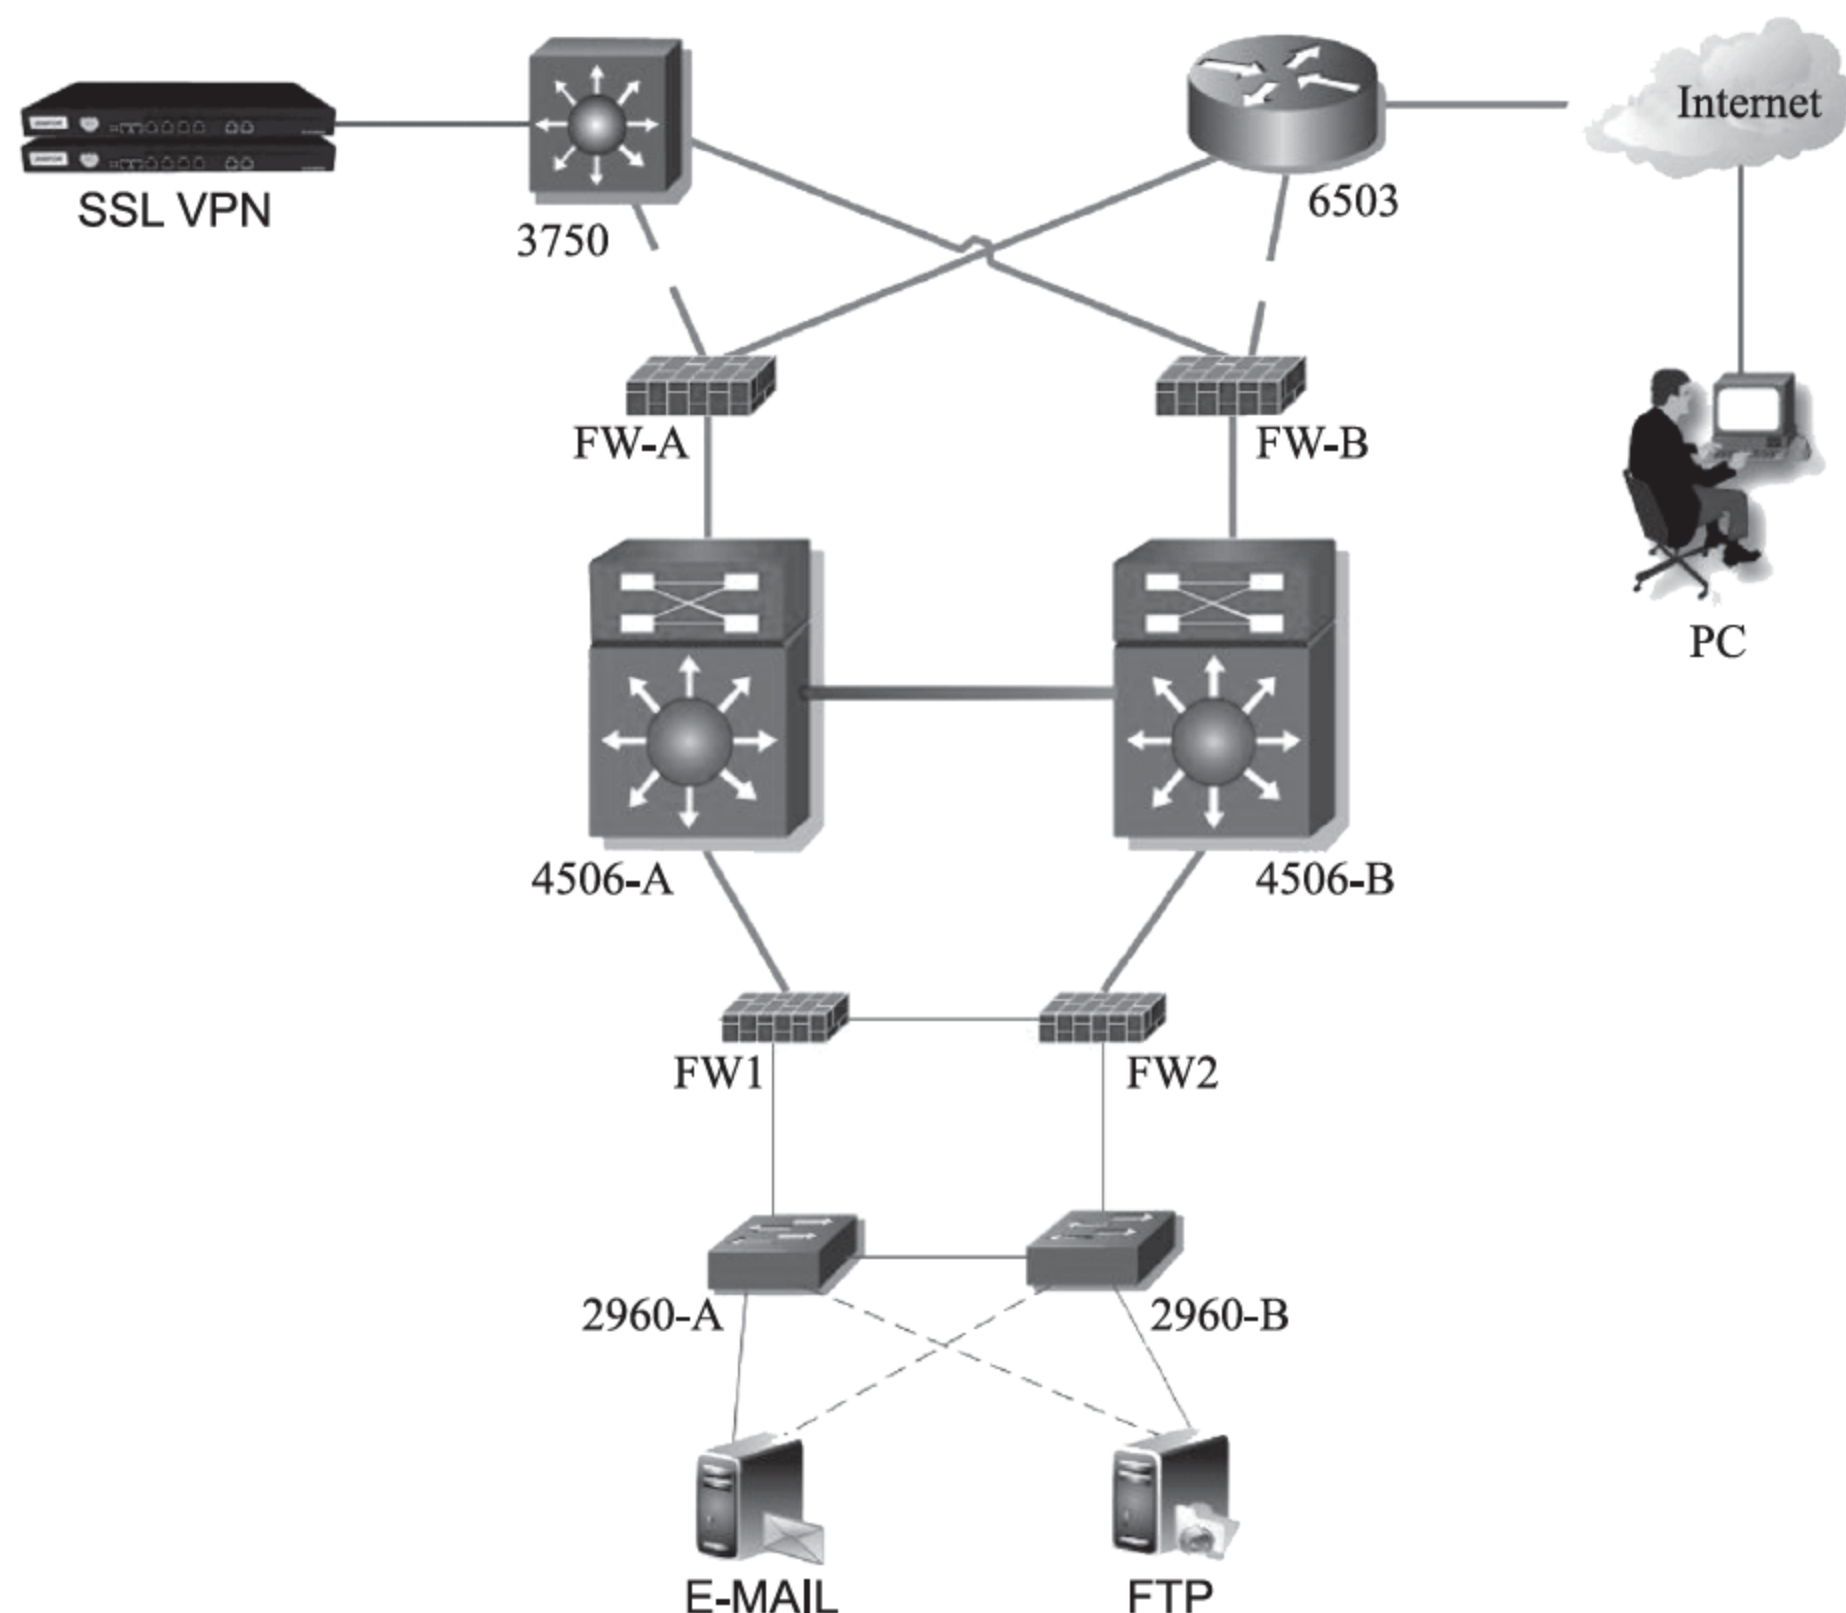 Internet
SSL VPN
3750
6503
FW-A
FW-B
PC
4506-A
4506-B
FW1
FW2
2960-A
2960-B
E-MAIL
FTP